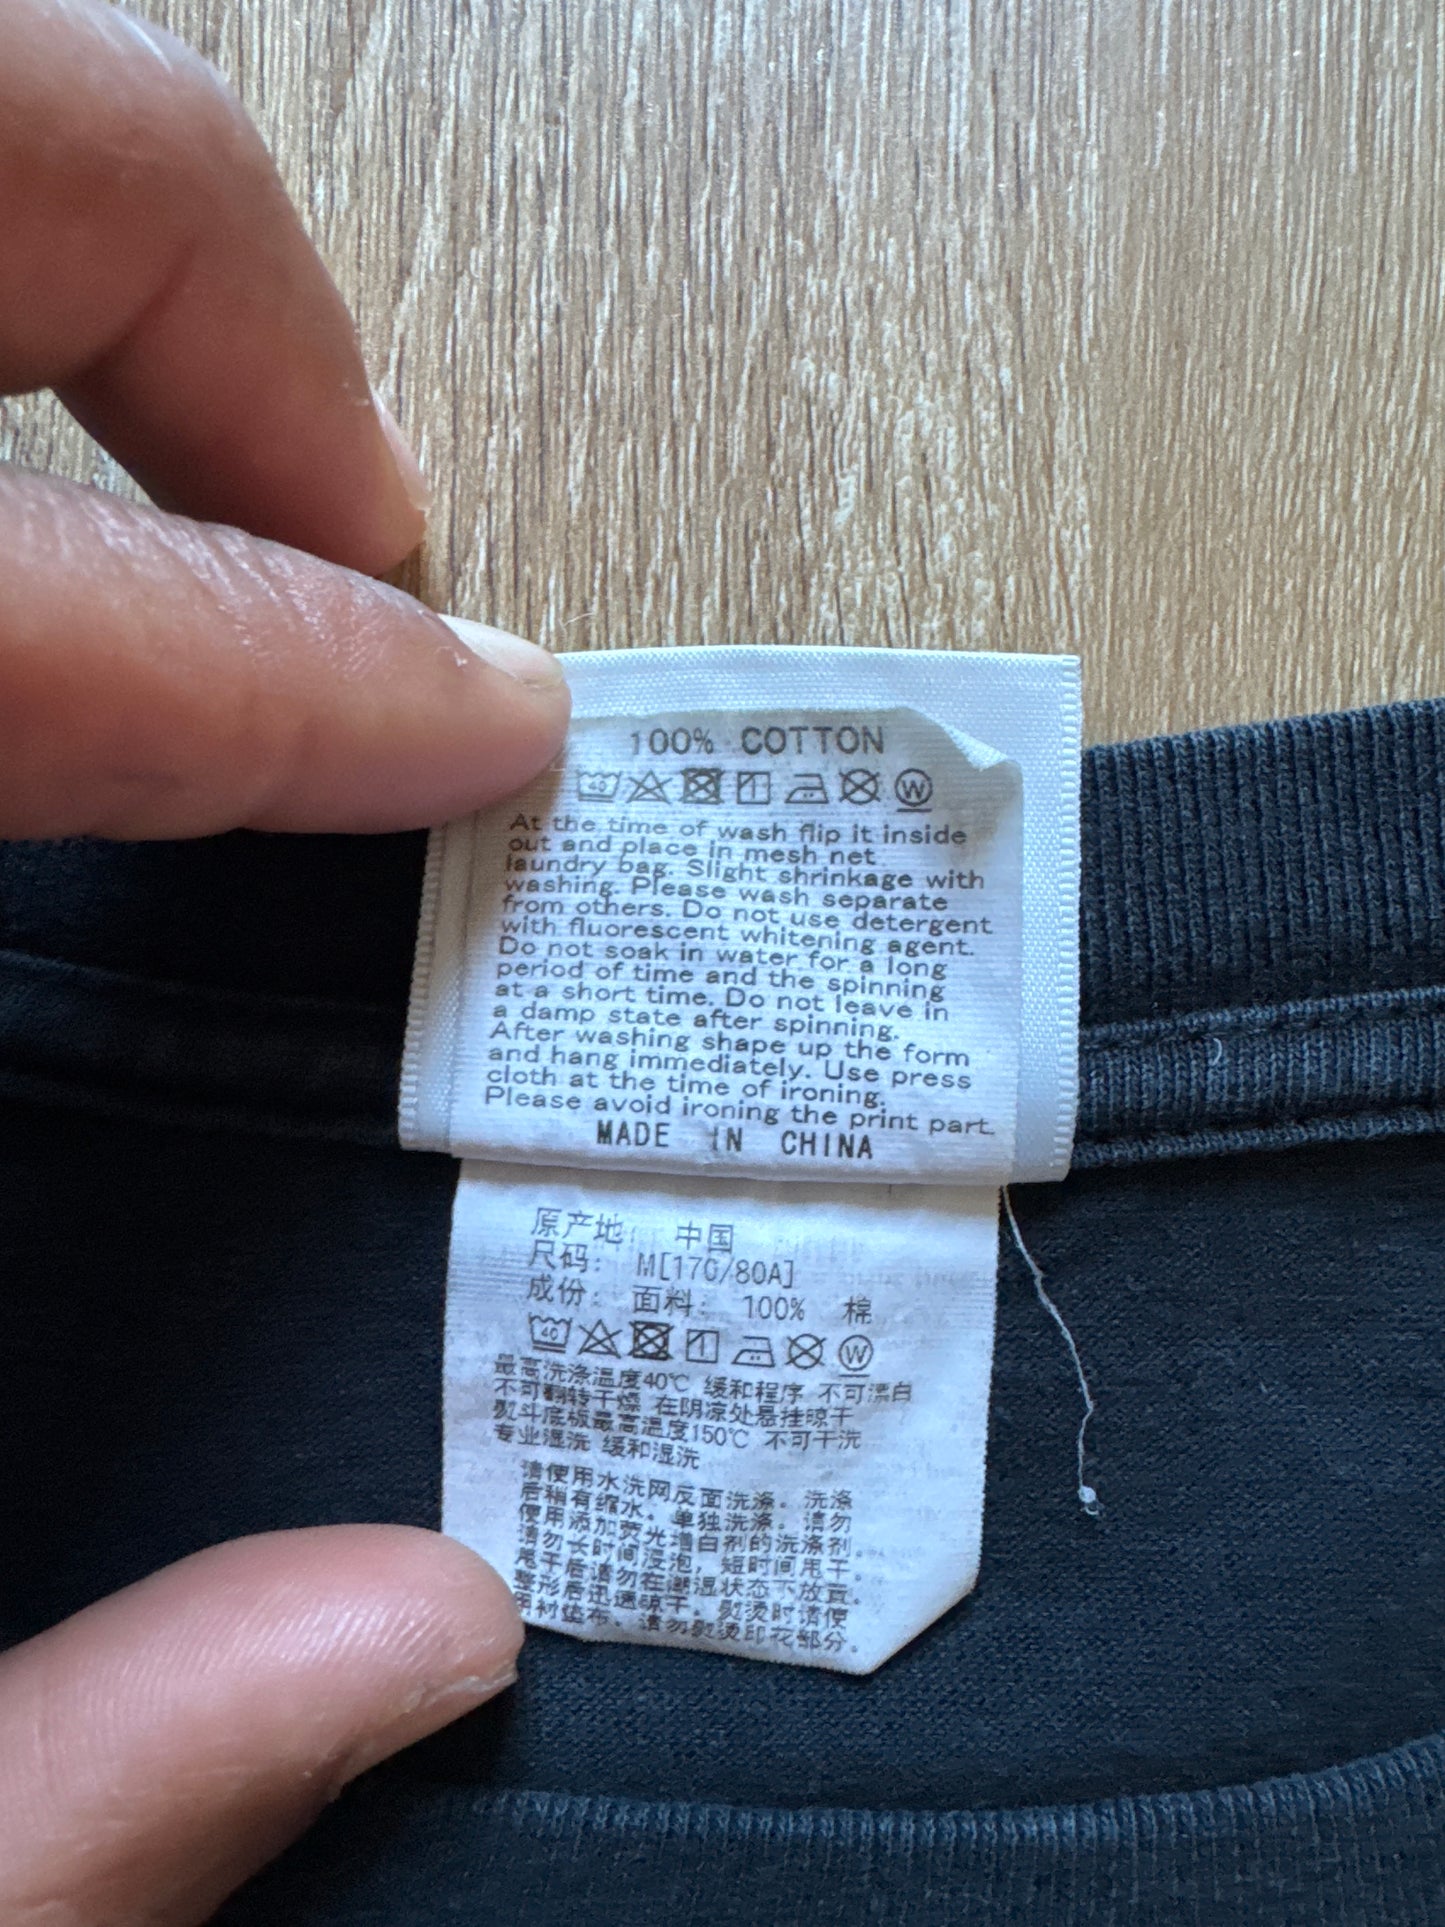 100% COTTON
40 W
At the time of wash flip it inside
out and place in mesh net
laundry bag. Slight shrinkage with
washing. Please wash separate
from others. Do not use detergent
with fluorescent whitening agent.
Do not soak in water for a long
period of time and the spinning
at a short time. Do not leave in
a damp state after spinning.
After washing shape up the form
and hang immediately. Use press
cloth at the time of ironing.
Please avoid ironing the print part.
MADE IN CHINA
原产地 中国
尺码: M[170/80A]
成份: 面料: 100% 棉
40 W
最高洗涤温度40℃ 缓和程序 不可漂白
不可翻转干燥 在阴凉处悬挂晾干
熨斗底板最高温度150℃ 不可干洗
专业湿洗 缓和湿洗
请使用水洗网反面洗涤。洗涤
后稍有缩水。单独洗涤。请勿
使用添加荧光增白剂的洗涤剂。
请勿长时间浸泡，短时间甩干。
甩干后请勿在潮湿状态下放置。
整形后迅速晾干。熨烫时请使
用衬垫布。请勿熨烫印花部分。